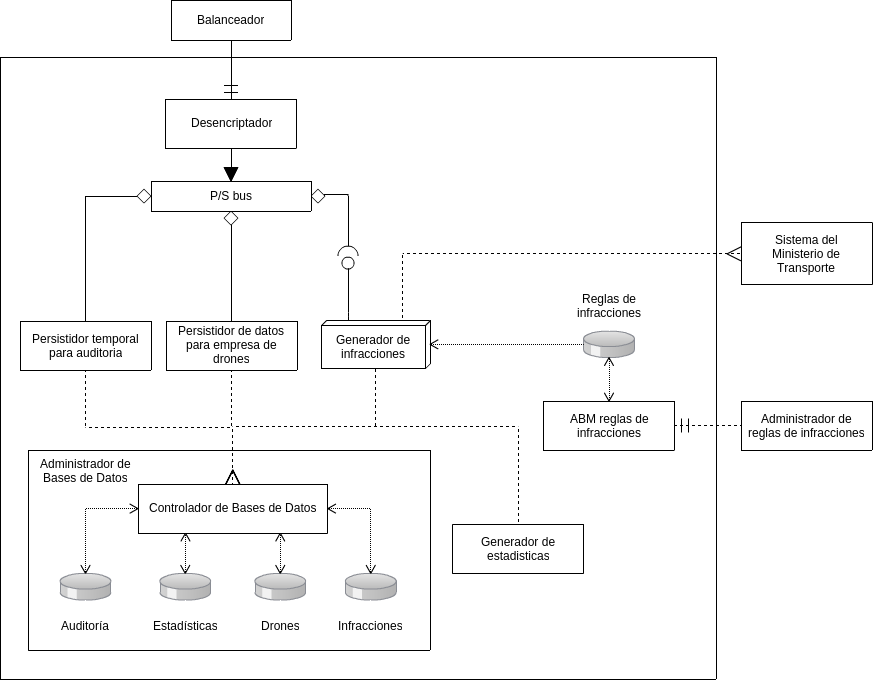 Balanceador
Desencriptador
P/S bus
Sistema del
Ministerio de
Transporte
Reglas de
infracciones
Persistidor temporal
para auditoria
Persistidor de datos
para empresa de
drones
Generador de
infracciones
ABM reglas de
infracciones
Administrador de
reglas de infracciones
Administrador de
Bases de Datos
Controlador de Bases de Datos
Generador de
estadisticas
Auditoría
Estadísticas
Drones
Infracciones